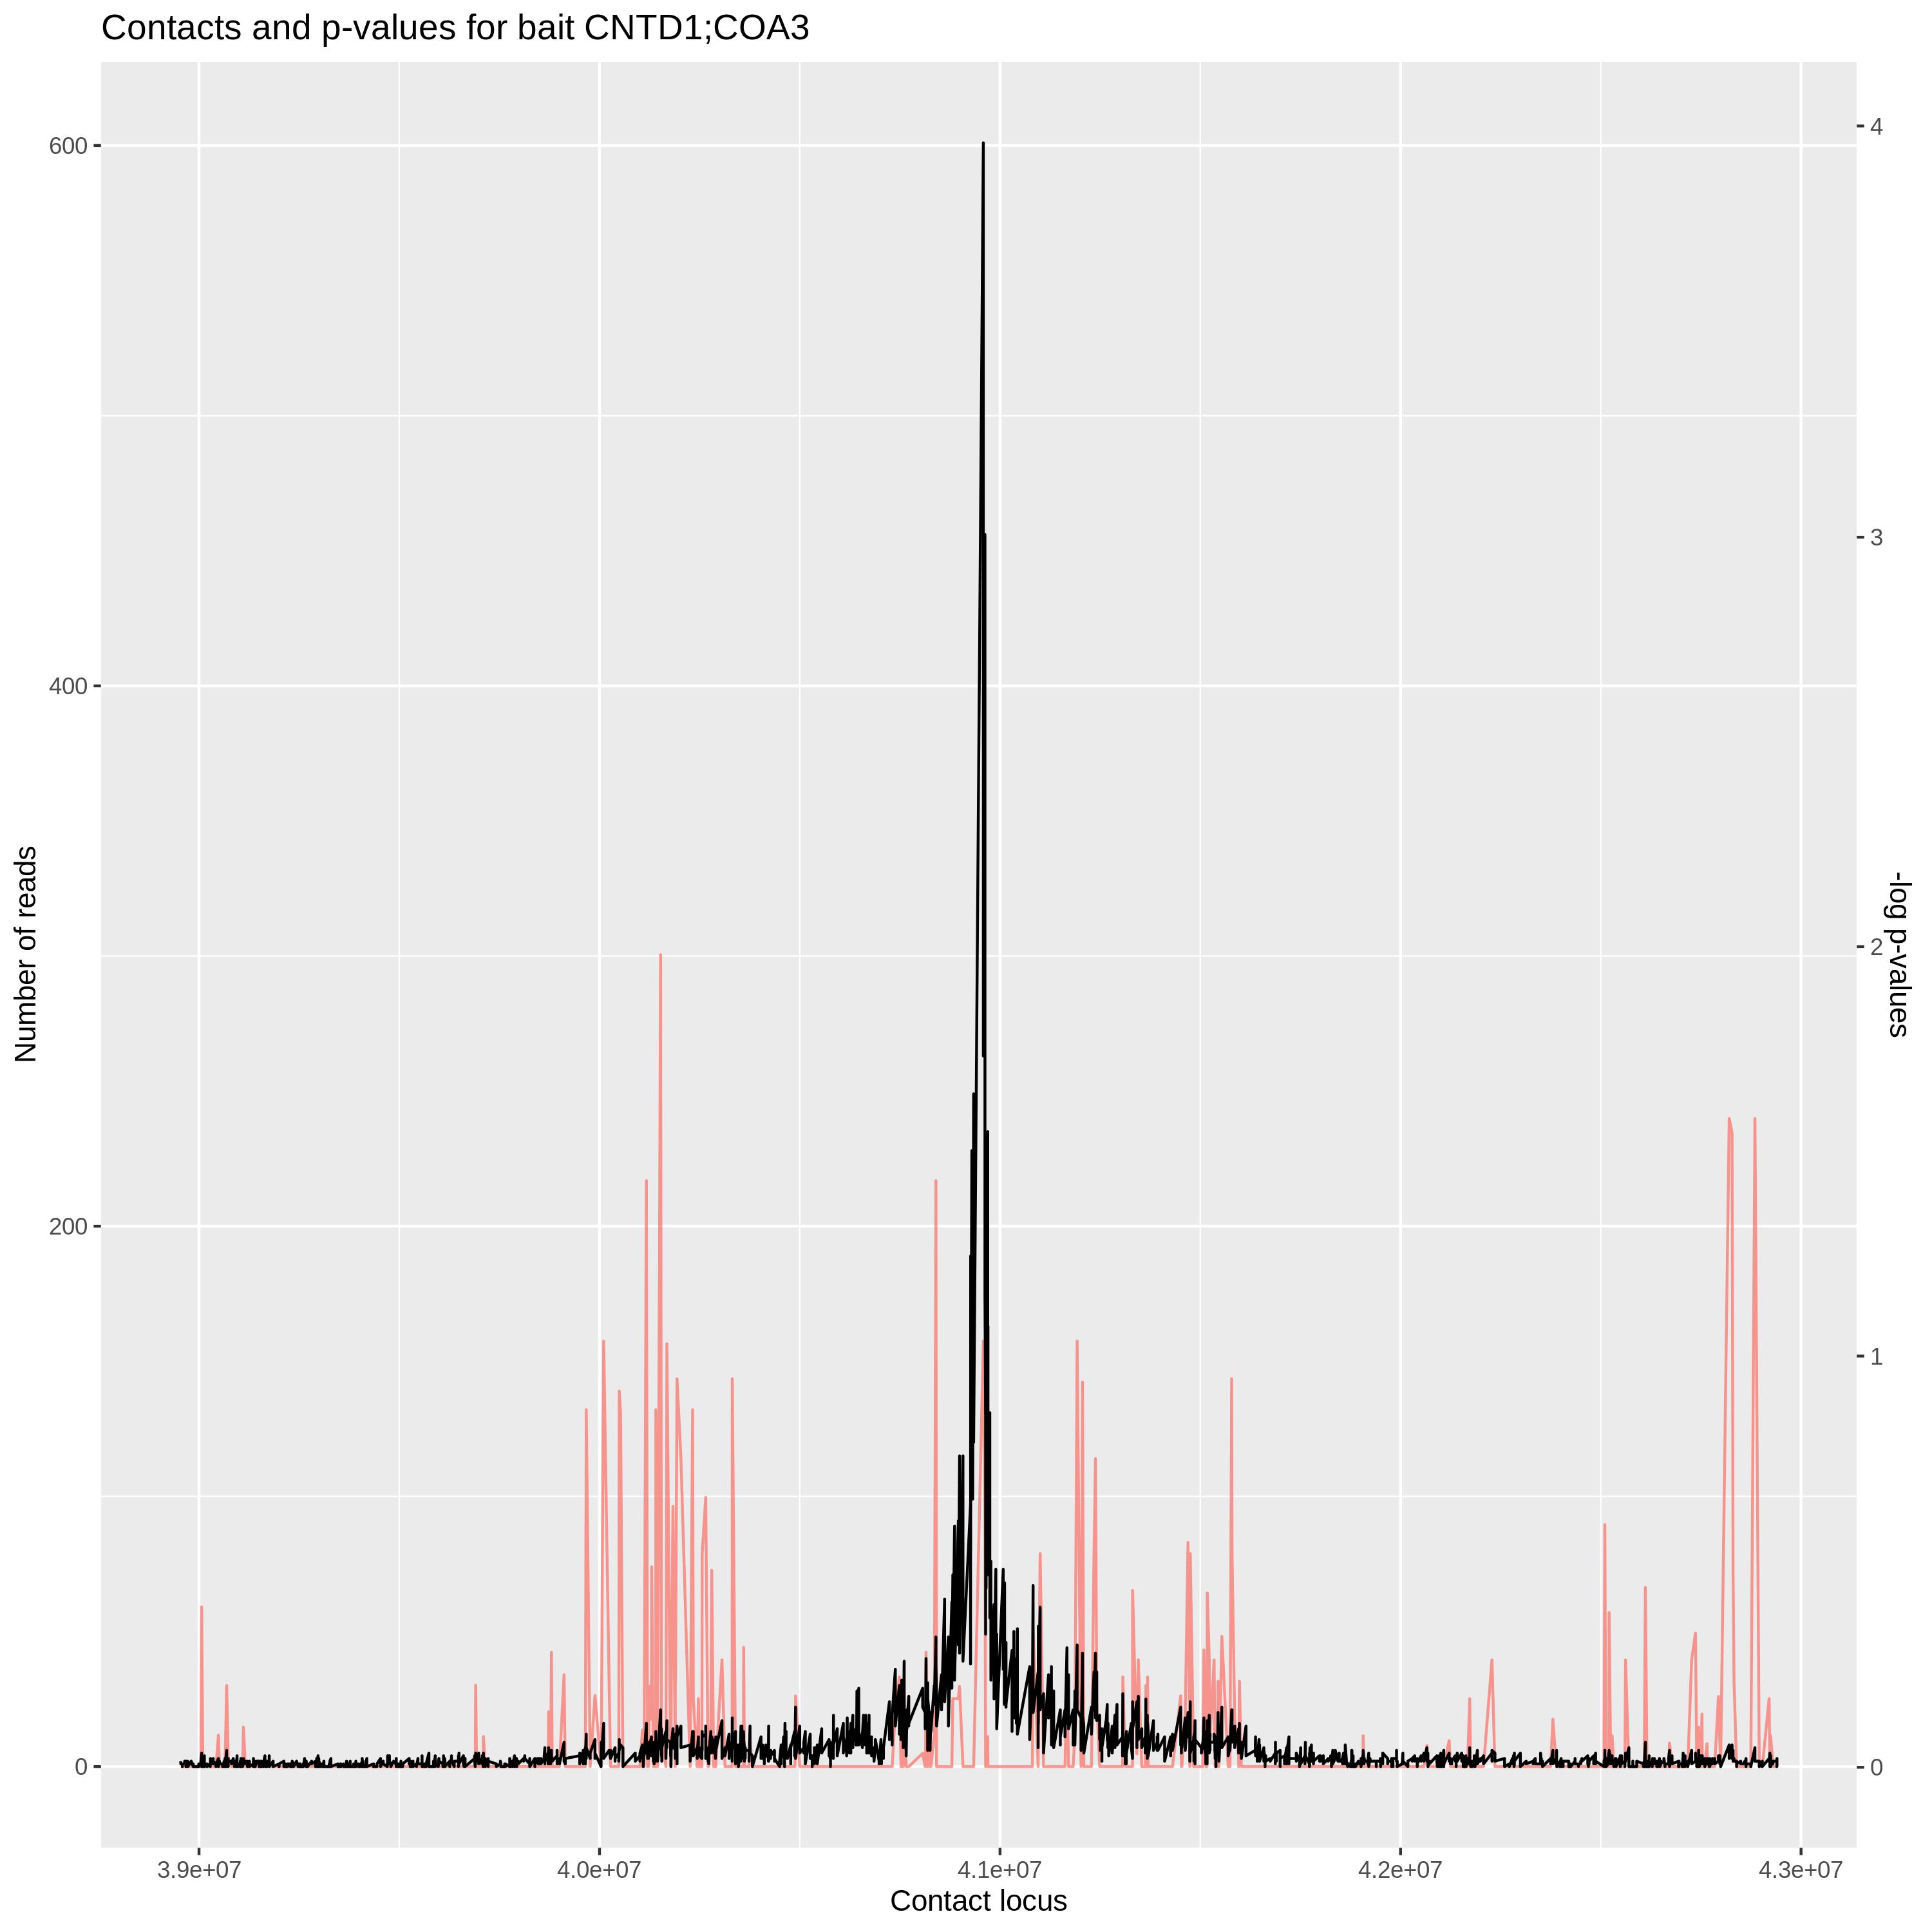 Contacts and p-values for bait CNTD1;COA3
600
400
200
0
Number of reads
4
3
2
1
0
-log p-values
3.9e+07 4.0e+07 4.1e+07 4.2e+07 4.3e+07
Contact locus